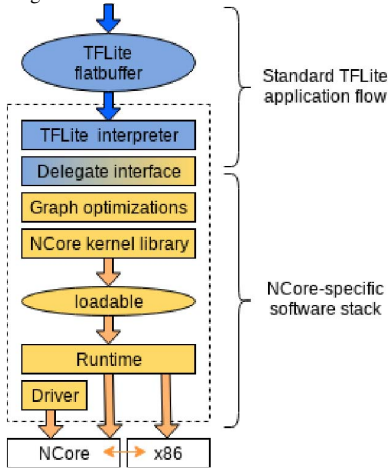 TFLite
flatbuffer
Standard TFLite
application flow
TFLite interpreter
Delegate interface
Graph optimizations
NCore kernel library
loadable
NCore-specific
software stack
Runtime
Driver
NCore
x86